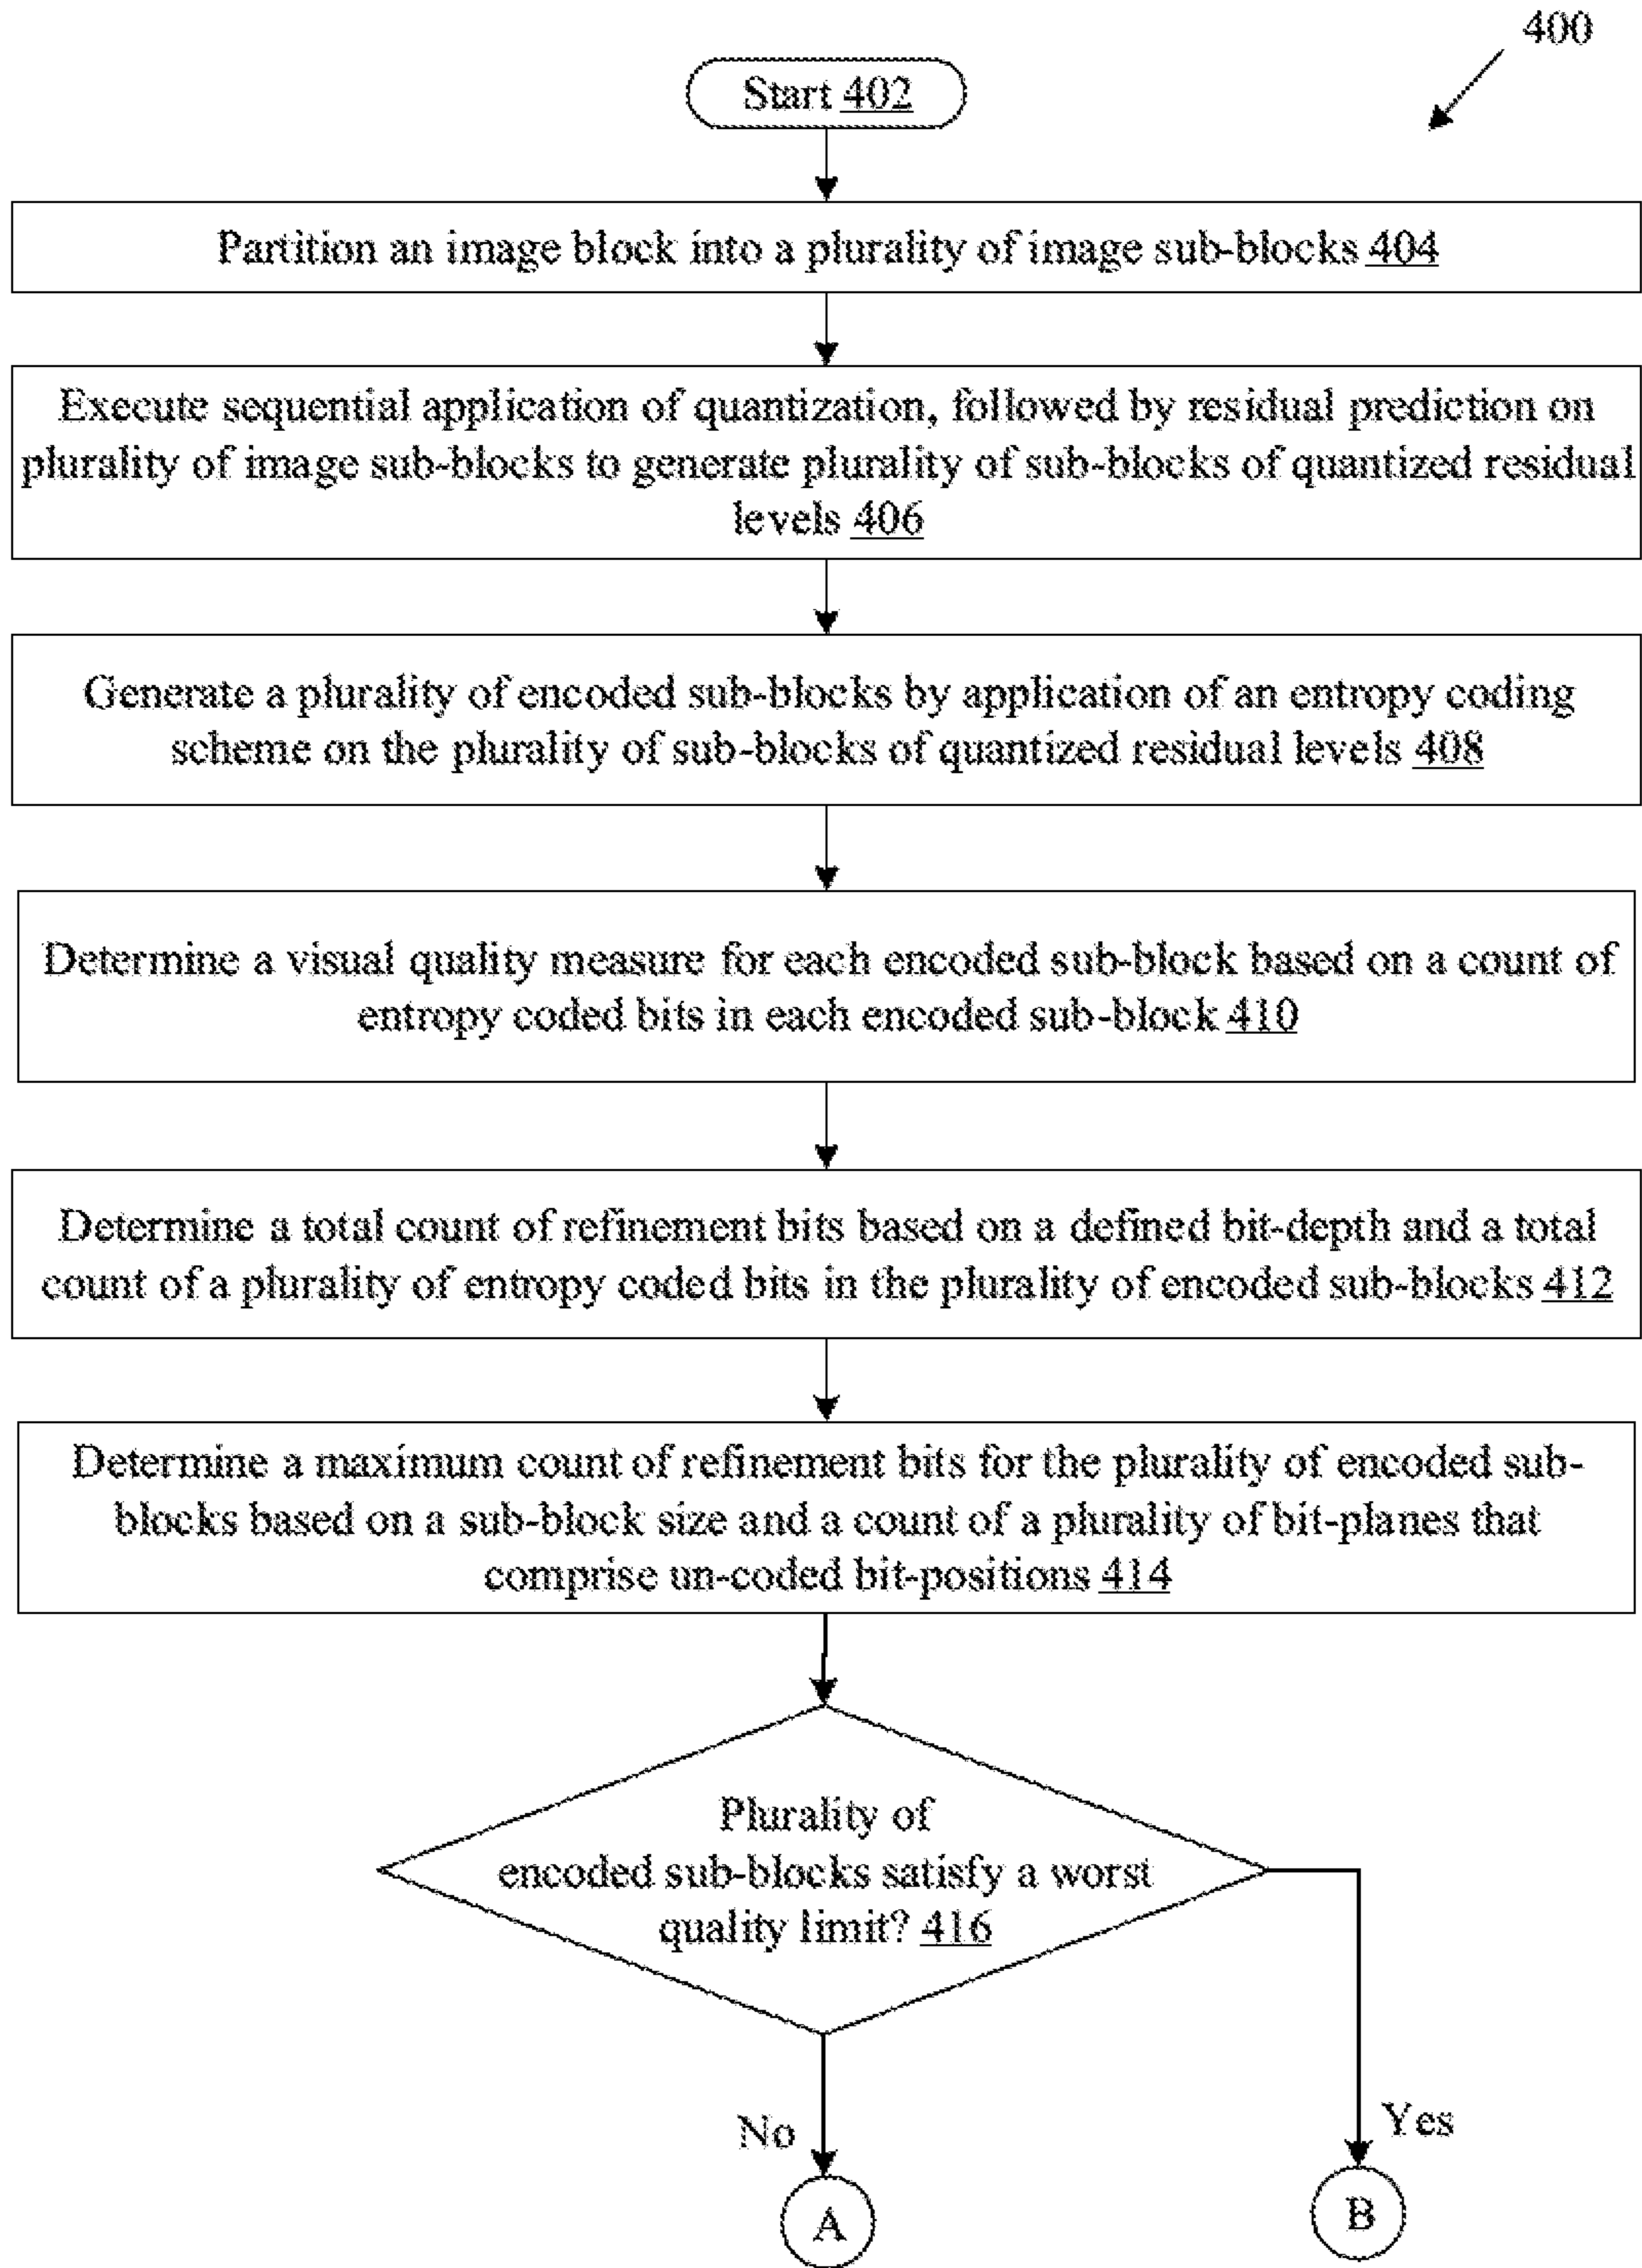 400
Start 402
Partition an image block into a plurality of image sub-blocks 404
Execute sequential application of quantization, followed by residual prediction on
plurality of image sub-blocks to generate plurality of sub-blocks of quantized residual
levels 406
Generate a plurality of encoded sub-blocks by application of an entropy coding
scheme on the plurality of sub-blocks of quantized residual levels 408
Determine a visual quality measure for each encoded sub-block based on a count of
entropy coded bits in each encoded sub-block 410
Determine a total count of refinement bits based on a defined bit-depth and a total
count of a plurality of entropy coded bits in the plurality of encoded sub-blocks 412
Determine a maximum count of refinement bits for the plurality of encoded sub-
blocks based on a sub-block size and a count of a plurality of bit-planes that
comprise un-coded bit-positions 414
Plurality of
encoded sub-blocks satisfy a worst
quality limit? 416
No
Yes
A
B